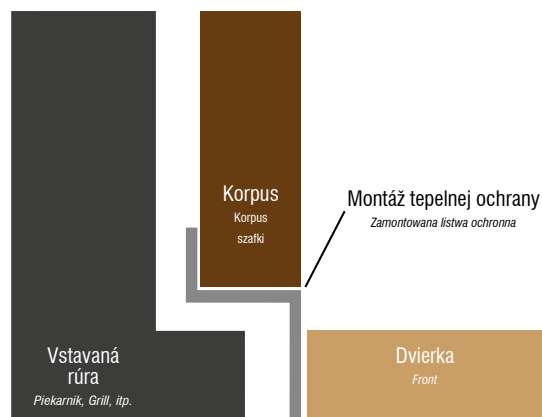 Korpus
Korpus
szafki
Montáž tepelnej ochrany
Zamontowana listwa ochronna
Vstavaná
rúra
Piekarnik, Grill, itp.
Dvierka
Front